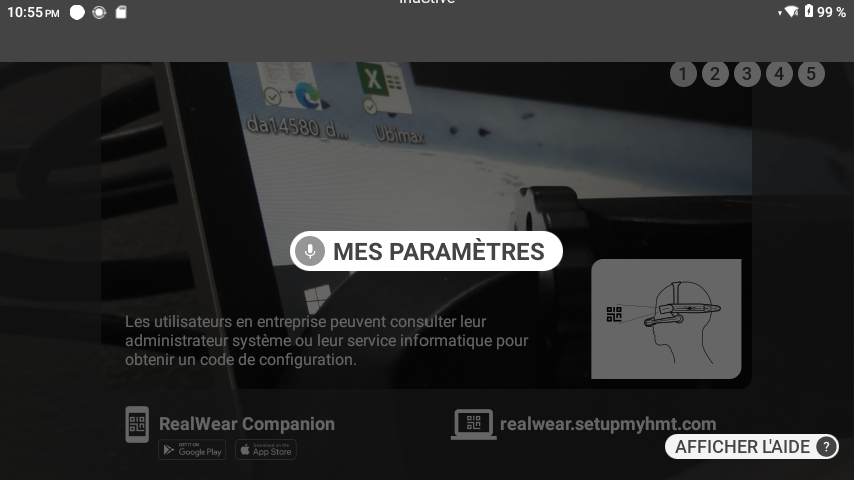 10:55 PM
99 %
1 2 3 4 5
da14580_d...
Ubimax
MES PARAMÈTRES
Les utilisateurs en entreprise peuvent consulter leur
administrateur système ou leur service informatique pour
obtenir un code de configuration.
RealWear Companion
realwear.setupmyhmt.com
GET IT ON
Google Play
Download on the
App Store
AFFICHER L'AIDE ?